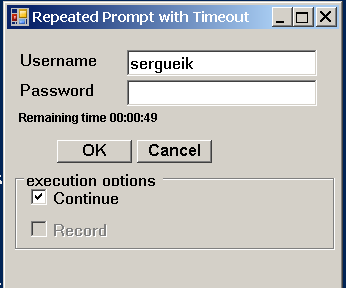 Repeated Prompt with Timeout
Username sergueik
Password
Remaining time 00:00:49
OK Cancel
execution options
Continue
Record